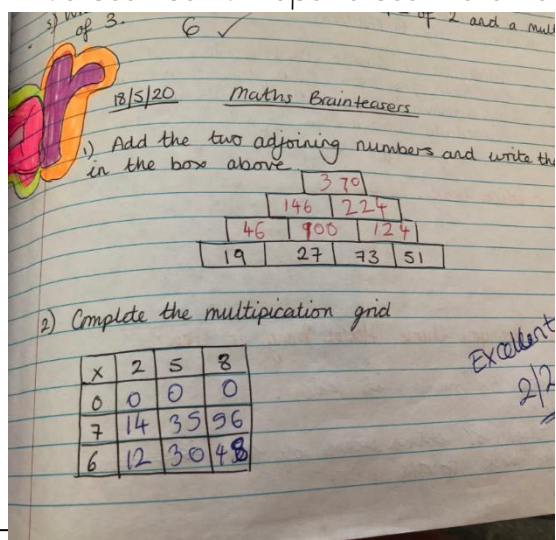 of 3. 6 ✓
of 2 and a mul
18/5/20 Maths Brainteasers
1) Add the two adjoining numbers and write the
in the box above
370
146 224
46 100 124
19 27 73 51
2) Complete the multipication grid
x 2 5 8
0 0 0 0
7 14 35 56
6 12 30 48
Excellent
2/2